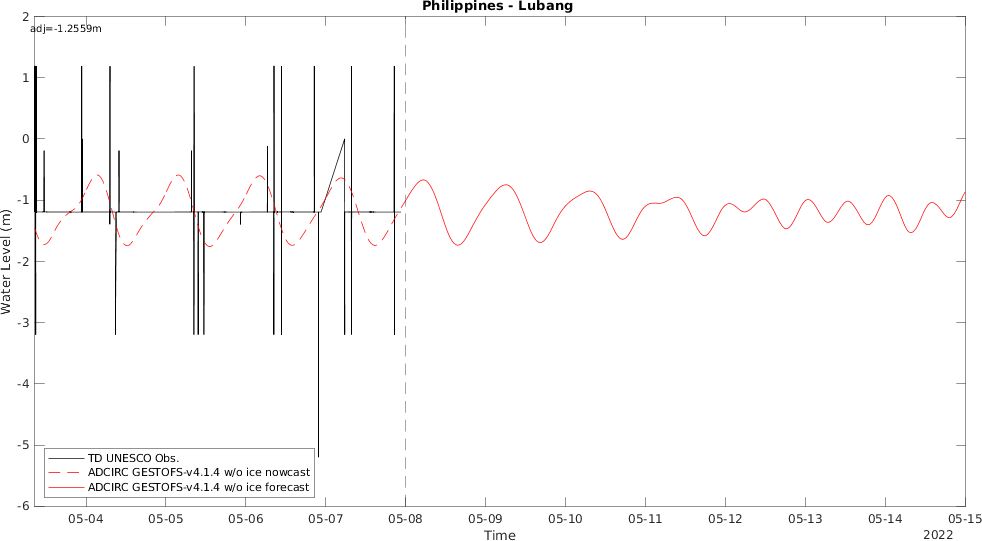 Philippines - Lubang
adj=-1.2559m
2
1
0
-1
-2
-3
-4
-5
-6
Water Level (m)
TD UNESCO Obs.
ADCIRC GESTOFS-v4.1.4 w/o ice nowcast
ADCIRC GESTOFS-v4.1.4 w/o ice forecast
05-04 05-05 05-06 05-07 05-08 05-09 05-10 05-11 05-12 05-13 05-14 05-15
Time
2022